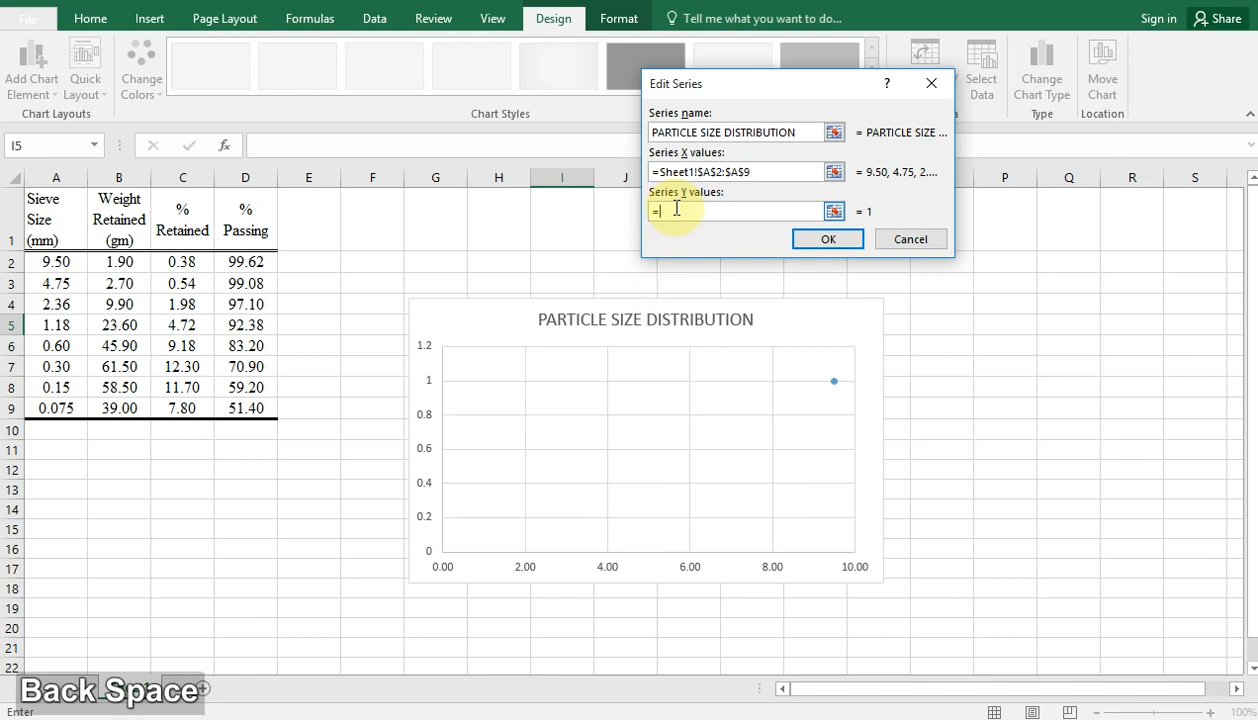 File Home Insert Page Layout Formulas Data Review View Design Format Tell me what you want to do... Sign in Share
Add Chart Element Quick Layout Change Colors Select Data Change Chart Type Move Chart
Chart Layouts Chart Styles Type Location
Edit Series ?
Series name:
PARTICLE SIZE DISTRIBUTION = PARTICLE SIZE ...
Series X values:
=Sheet1!$A$2:$A$9 = 9.50, 4.75, 2....
Series Y values:
= = 1
OK Cancel
I5 fx
A B C D E F G H I J P Q R S
1 Sieve Size (mm) Weight Retained (gm) % Retained % Passing
2 9.50 1.90 0.38 99.62
3 4.75 2.70 0.54 99.08
4 2.36 9.90 1.98 97.10
5 1.18 23.60 4.72 92.38
6 0.60 45.90 9.18 83.20
7 0.30 61.50 12.30 70.90
8 0.15 58.50 11.70 59.20
9 0.075 39.00 7.80 51.40
10
11
12
13
14
15
16
17
18
19
20
21
22
PARTICLE SIZE DISTRIBUTION
1.2
1
0.8
0.6
0.4
0.2
0
0.00 2.00 4.00 6.00 8.00 10.00
Back Space
Enter 100%